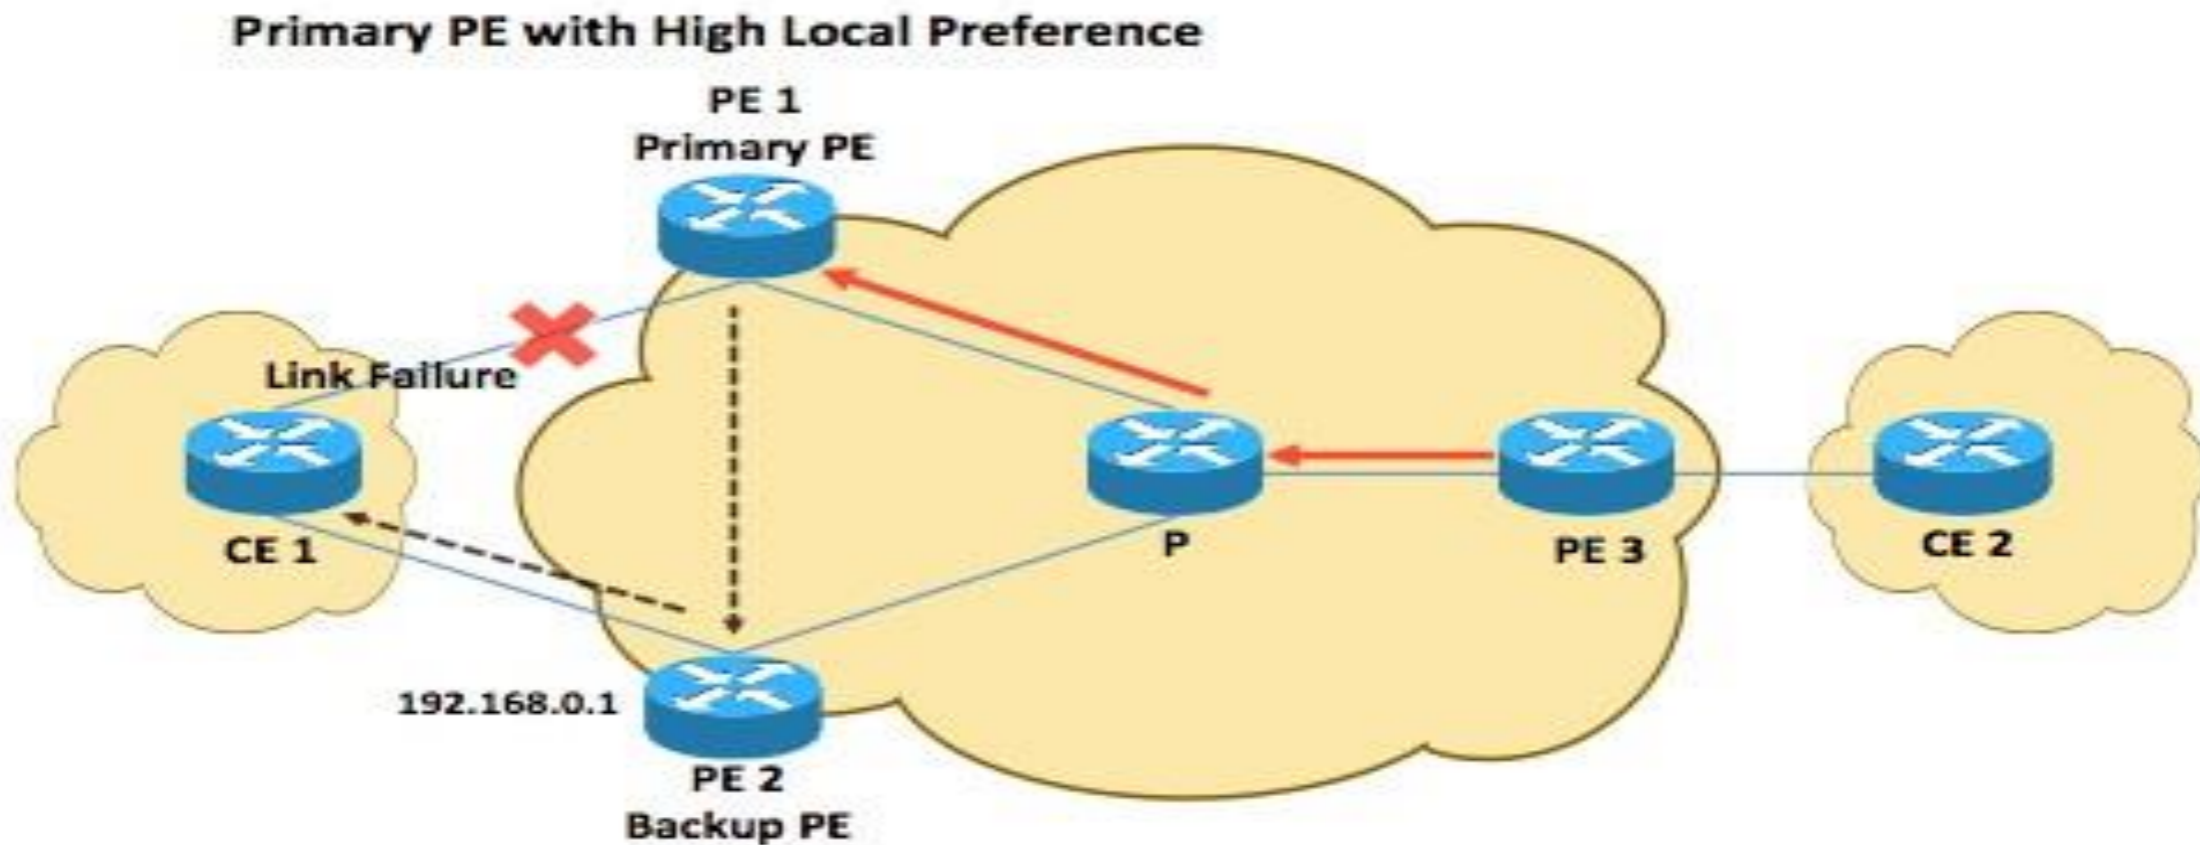 Primary PE with High Local Preference
PE 1
Primary PE
Link Failure
CE 1
P
PE 3
CE 2
192.168.0.1
PE 2
Backup PE